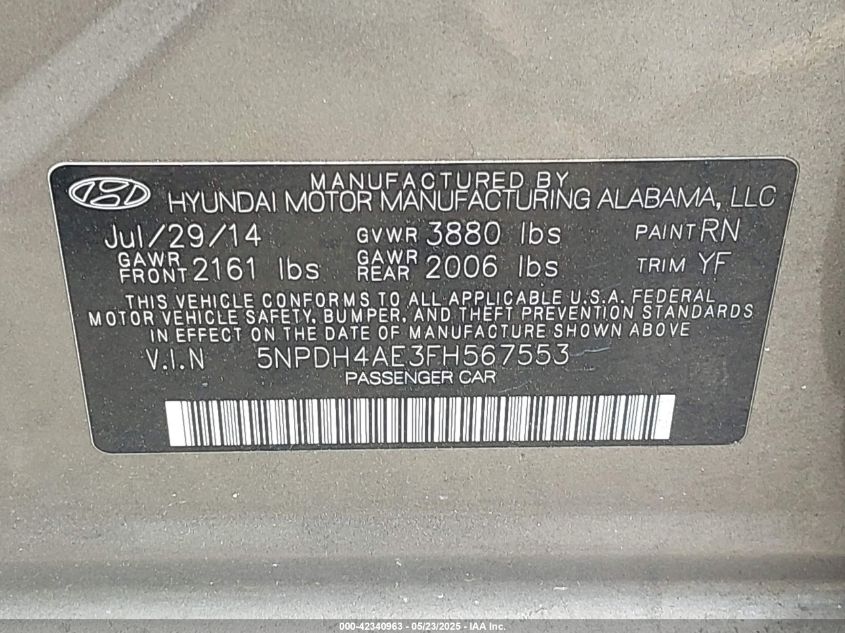 MANUFACTURED BY
HYUNDAI MOTOR MANUFACTURING ALABAMA, LLC
Jul/29/14 GVWR 3880 lbs PAINT RN
GAWR FRONT 2161 lbs GAWR REAR 2006 lbs TRIM YF
THIS VEHICLE CONFORMS TO ALL APPLICABLE U.S.A. FEDERAL
MOTOR VEHICLE SAFETY, BUMPER, AND THEFT PREVENTION STANDARDS
IN EFFECT ON THE DATE OF MANUFACTURE SHOWN ABOVE
V.I.N 5NPDH4AE3FH567553
PASSENGER CAR
000-42340963 - 05/23/2025 - IAA Inc.